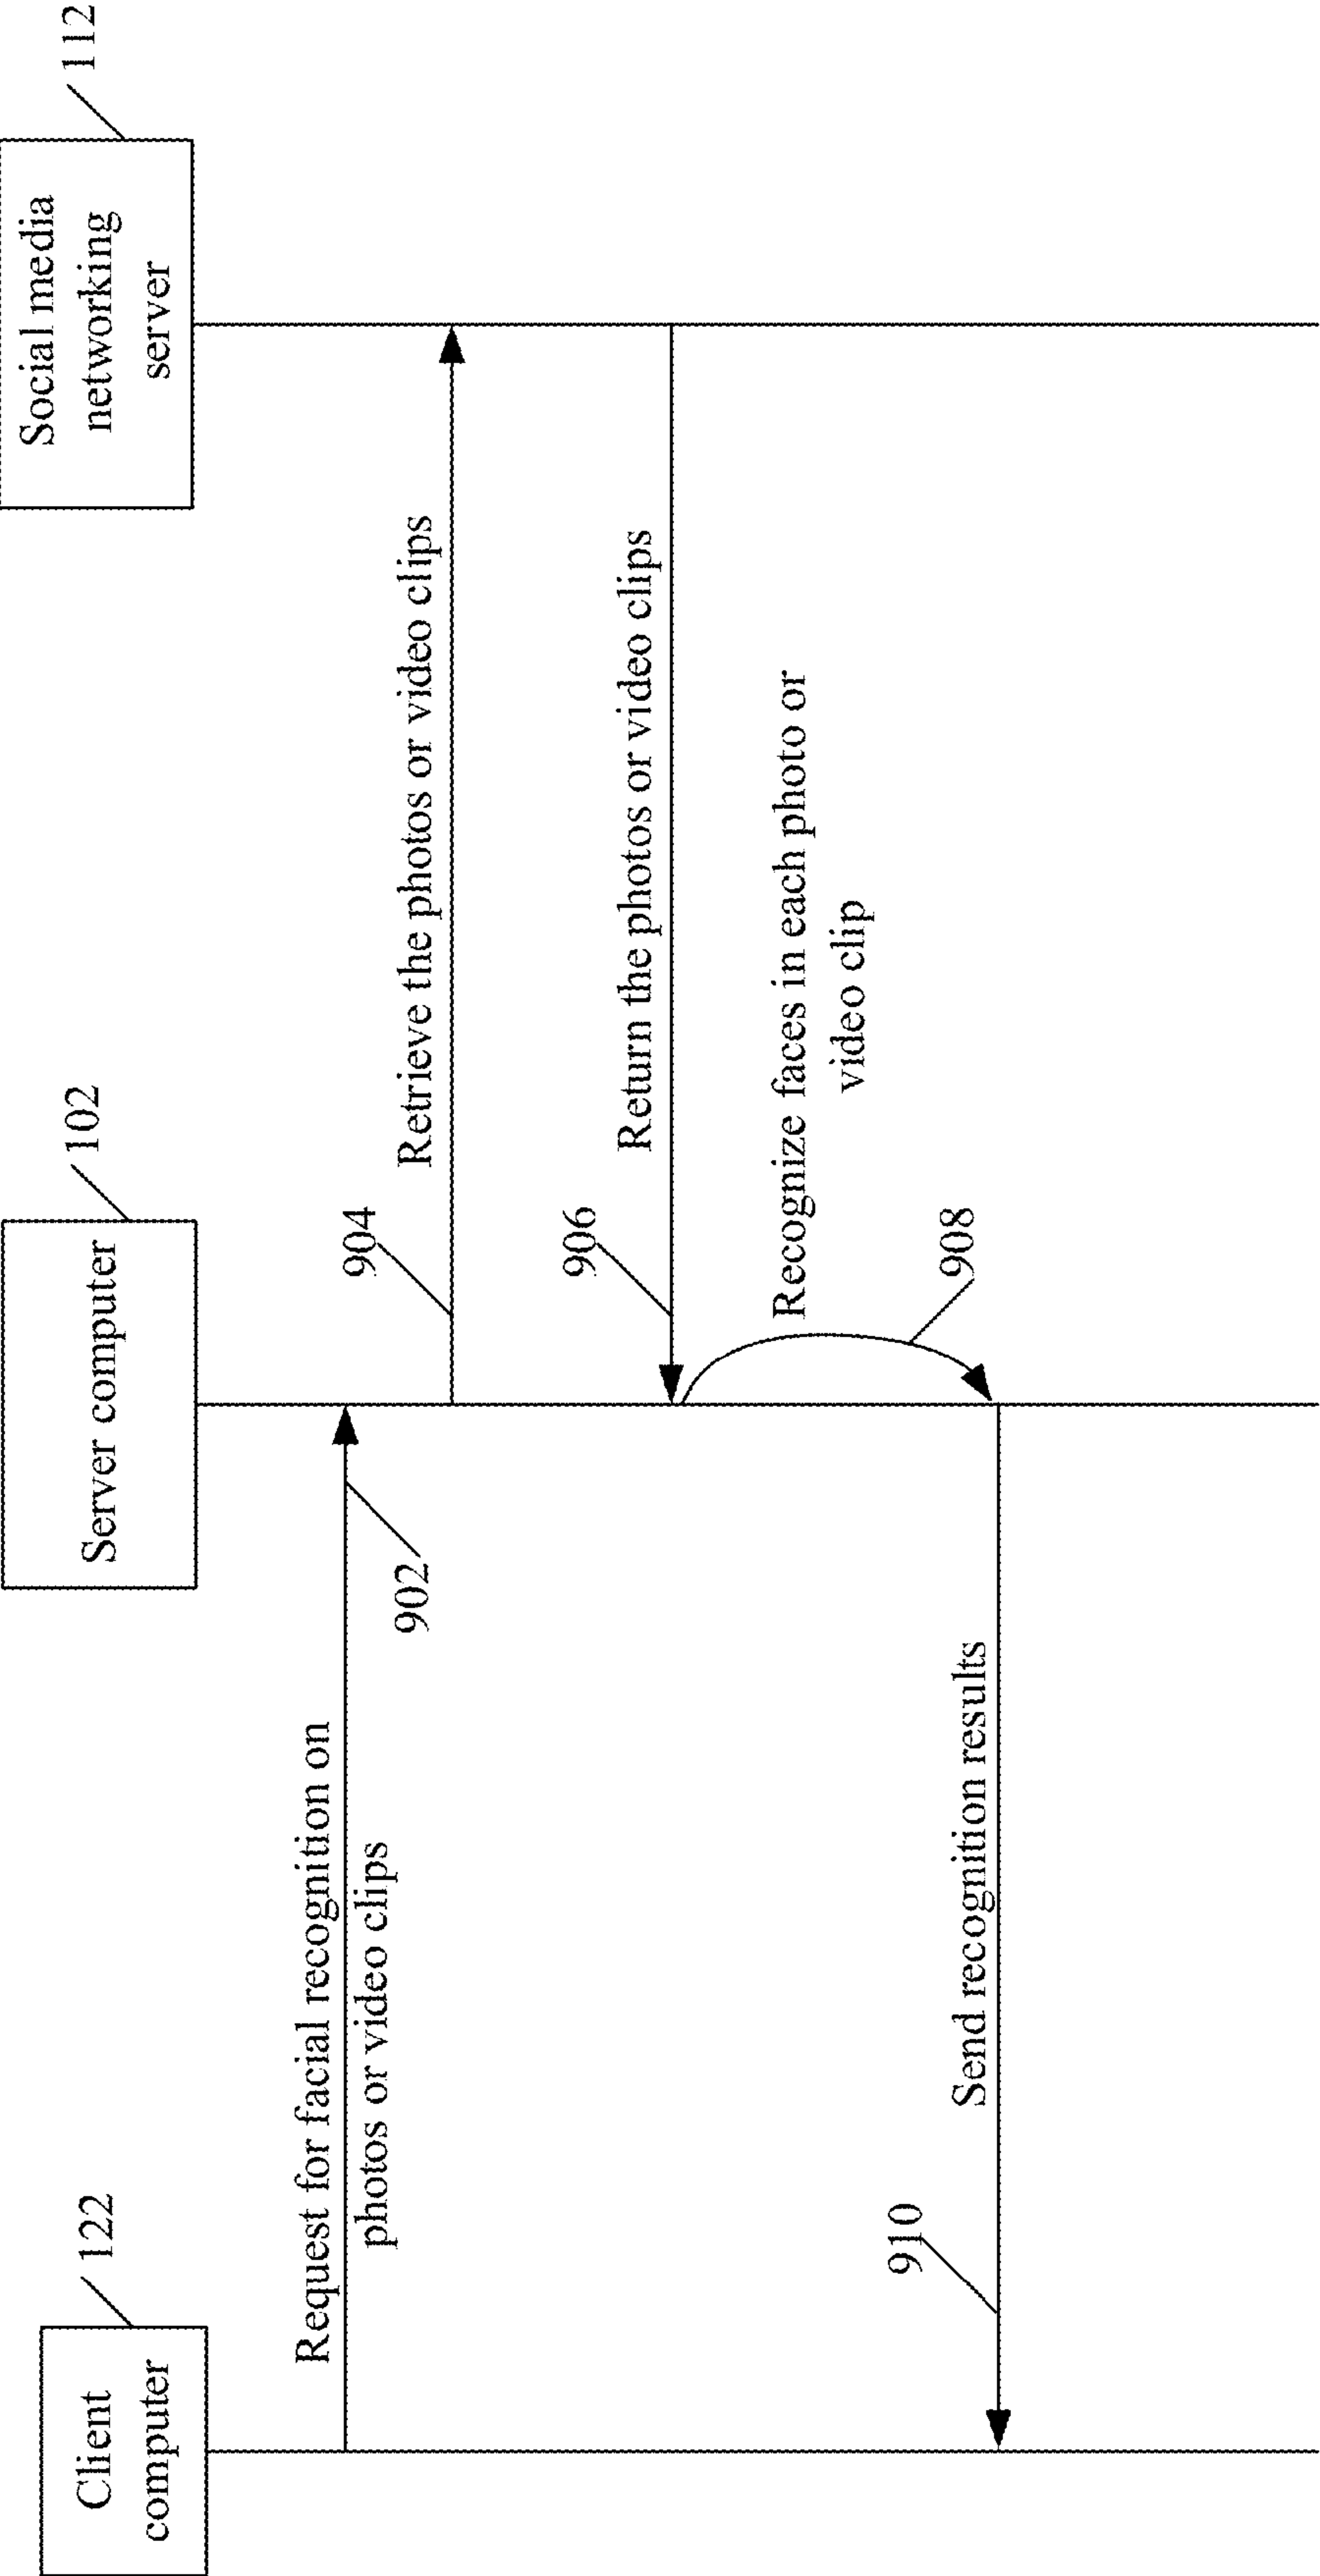 Client
computer
122
Server computer
102
Social media
networking
server
112
Request for facial recognition on
photos or video clips
902
904
Retrieve the photos or video clips
906
Return the photos or video clips
Recognize faces in each photo or
video clip
908
910
Send recognition results